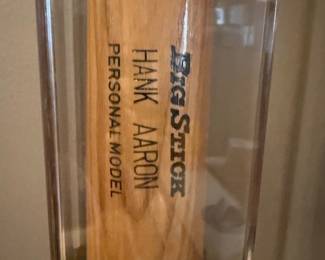 BIG STICK
HANK AARON
PERSONAL MODEL